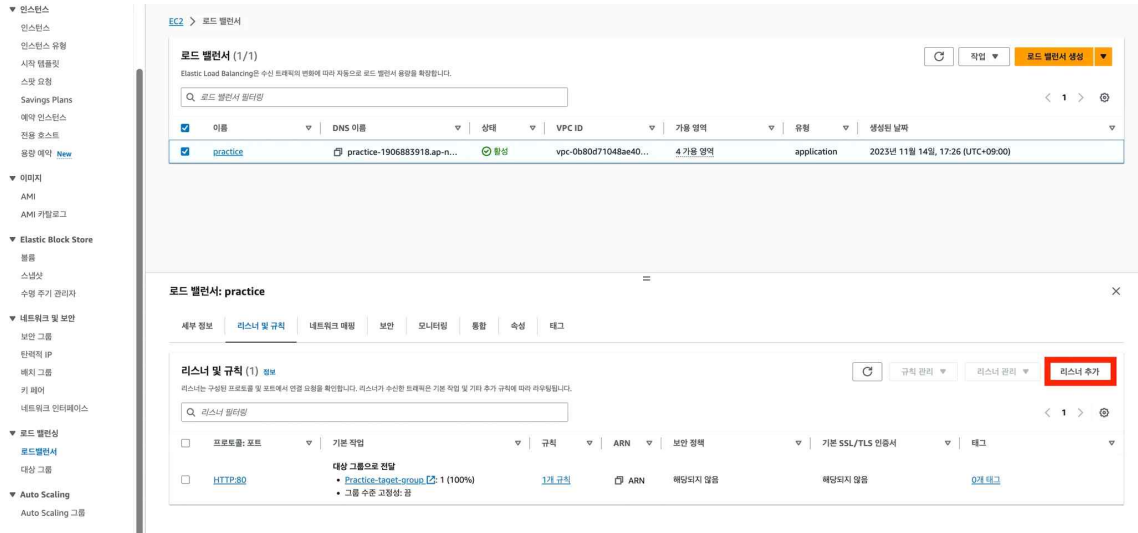 인스턴스
인스턴스
인스턴스 유형
시작 템플릿
스팟 요청
Savings Plans
예약 인스턴스
전용 호스트
용량 예약 New
이미지
AMI
AMI 카탈로그
Elastic Block Store
볼륨
스냅샷
수명 주기 관리자
네트워크 및 보안
보안 그룹
탄력적 IP
배치 그룹
키 페어
네트워크 인터페이스
로드 밸런싱
로드밸런서
대상 그룹
Auto Scaling
Auto Scaling 그룹
EC2 > 로드 밸런서
로드 밸런서 (1/1)
작업
로드 밸런서 생성
Elastic Load Balancing은 수신 트래픽의 변화에 따라 자동으로 로드 밸런서 용량을 확장합니다.
로드 밸런서 필터링
1
이름 DNS 이름 상태 VPC ID 가용 영역 유형 생성된 날짜
practice practice-1906883918.ap-n... 활성 vpc-0b80d71048ae40... 4 가용 영역 application 2023년 11월 14일, 17:26 (UTC+09:00)
로드 밸런서: practice
세부 정보 리스너 및 규칙 네트워크 매핑 보안 모니터링 통합 속성 태그
리스너 및 규칙 (1) 정보
규칙 관리 리스너 관리 리스너 추가
리스너는 구성된 프로토콜 및 포트에서 연결 요청을 확인합니다. 리스너가 수신한 트래픽은 기본 작업 및 기타 추가 규칙에 따라 라우팅됩니다.
리스너 필터링
1
프로토콜: 포트 기본 작업 규칙 ARN 보안 정책 기본 SSL/TLS 인증서 태그
대상 그룹으로 전달
HTTP:80 • Practice-taget-group : 1 (100%) 1개 규칙 ARN 해당되지 않음 해당되지 않음 0개 태그
• 그룹 수준 고정성: 끔